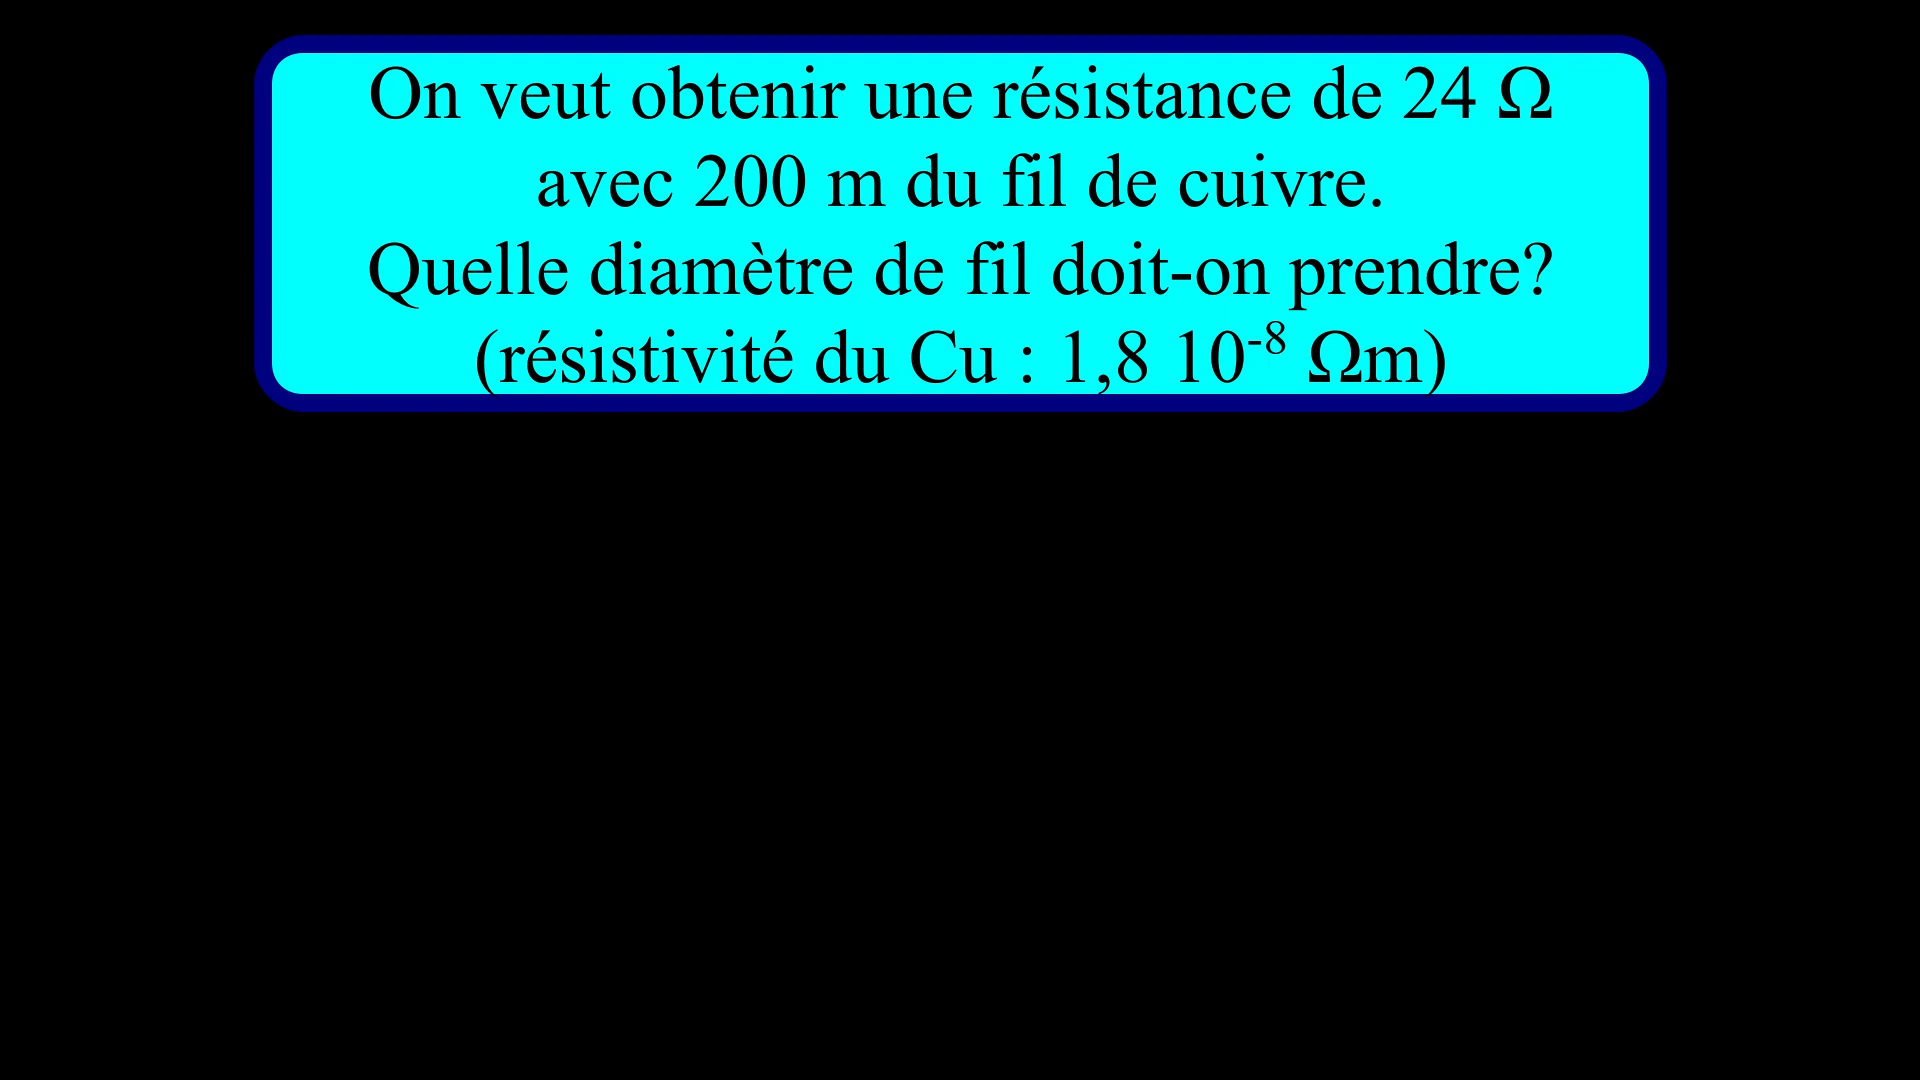 On veut obtenir une résistance de 24 Ω
avec 200 m du fil de cuivre.
Quelle diamètre de fil doit-on prendre?
(résistivité du Cu : 1,8 10⁻⁸ Ωm)